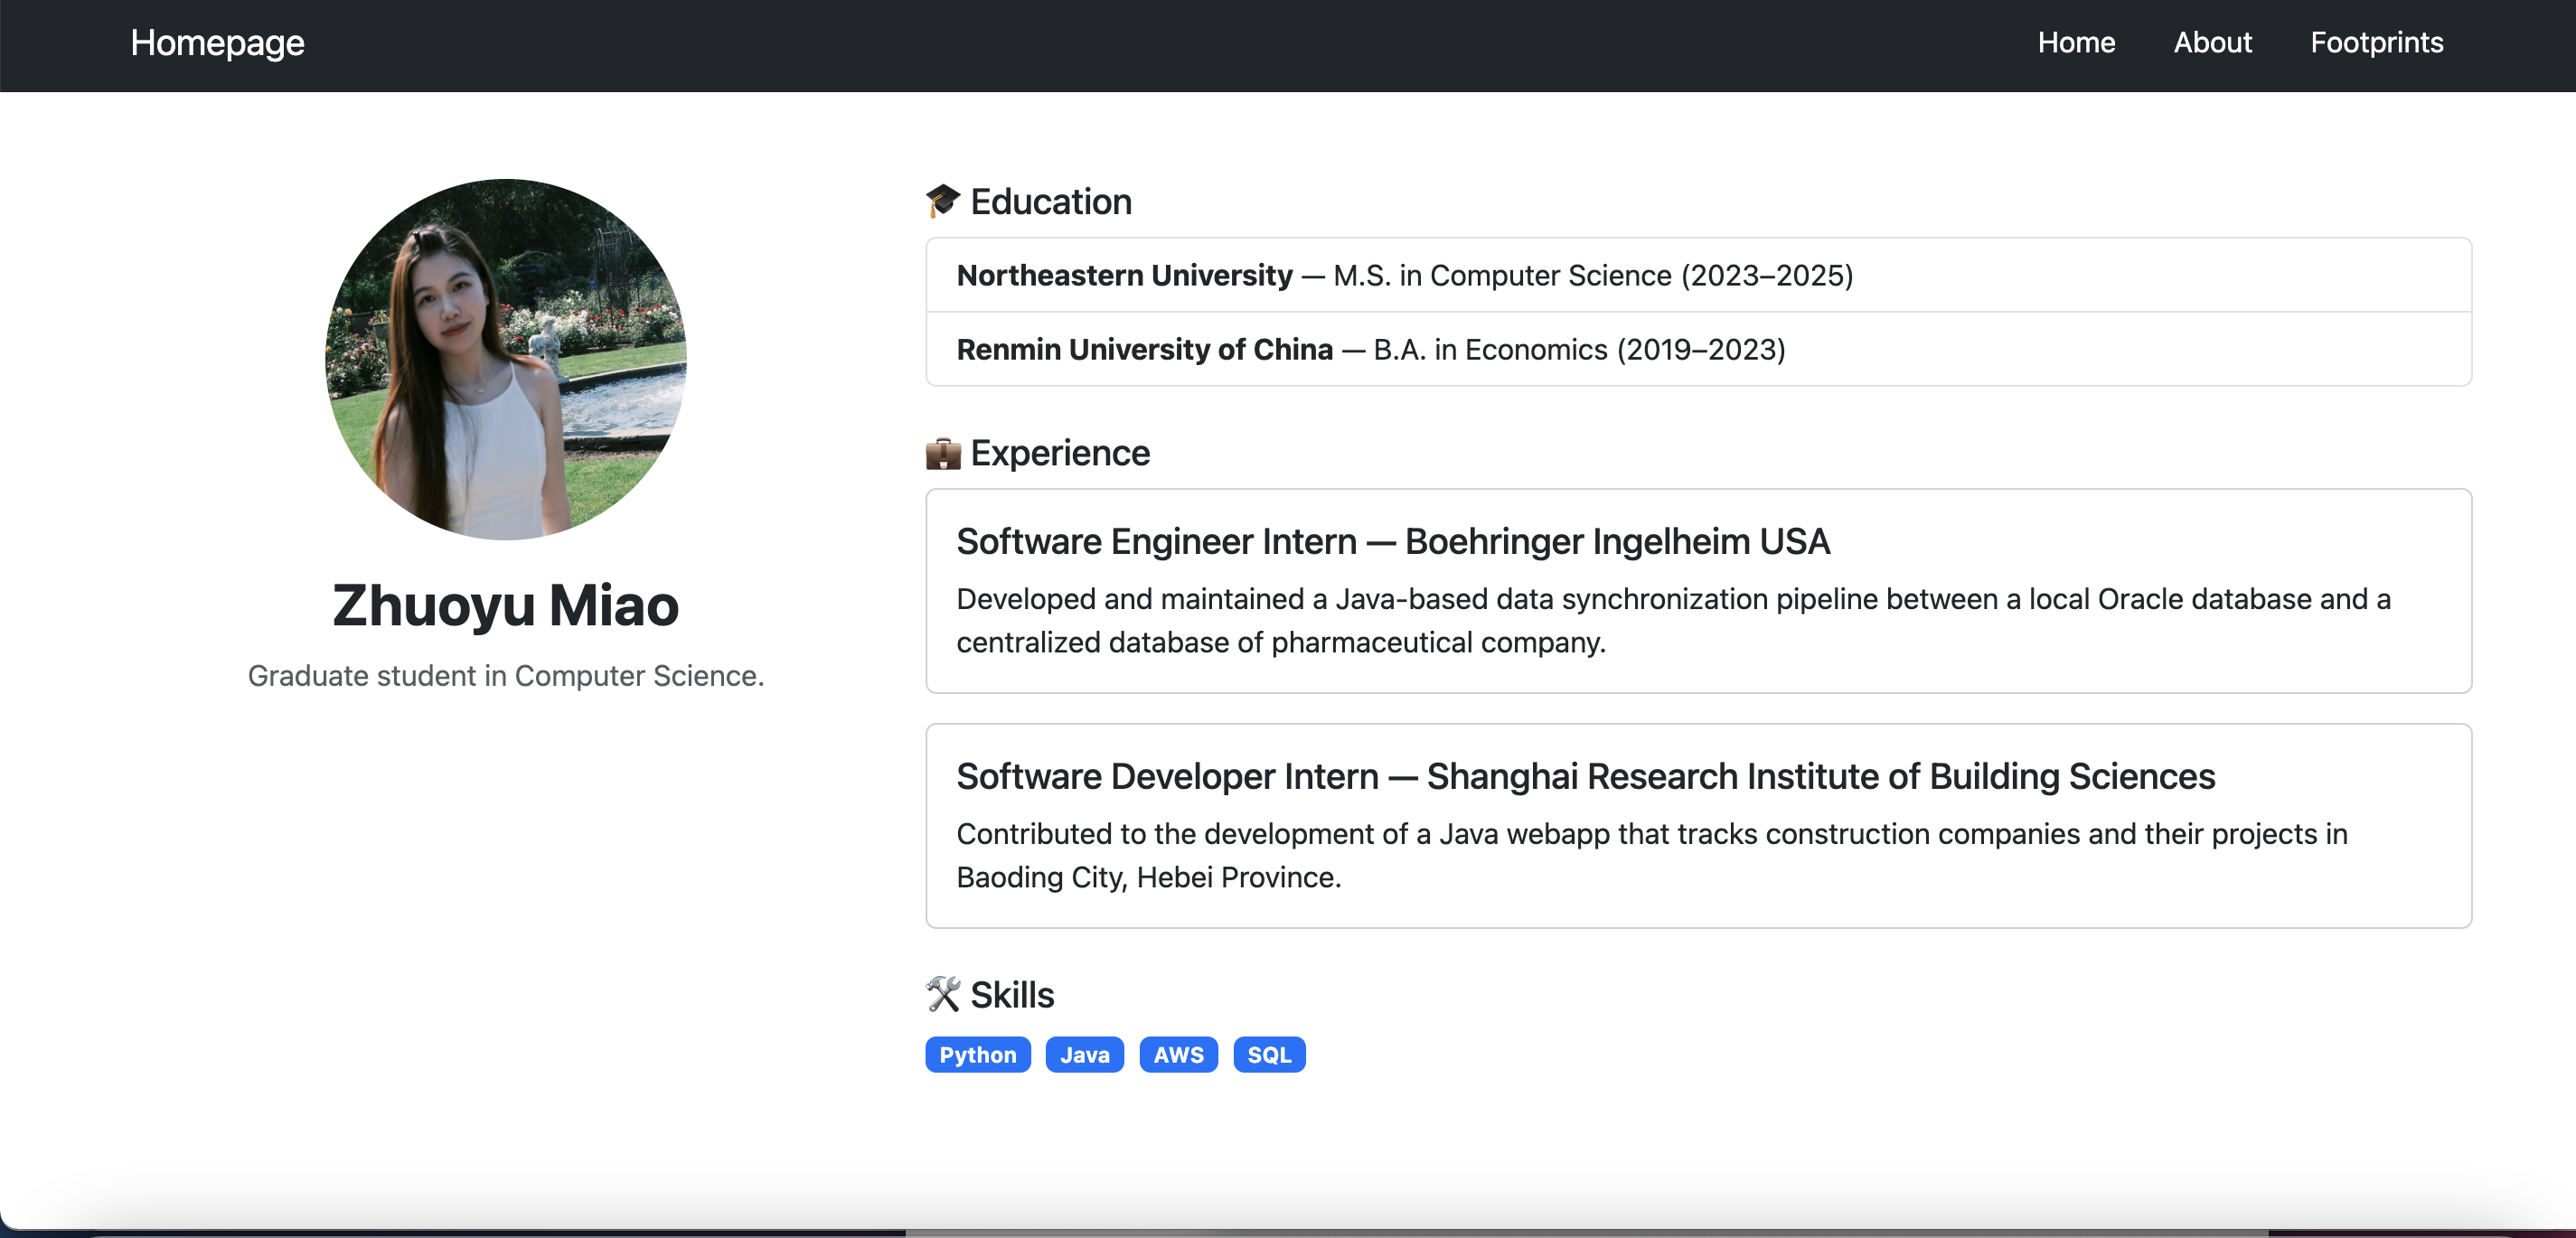 Homepage
Home
About
Footprints
Zhuoyu Miao
Graduate student in Computer Science.
🎓 Education
Northeastern University — M.S. in Computer Science (2023–2025)
Renmin University of China — B.A. in Economics (2019–2023)
💼 Experience
Software Engineer Intern — Boehringer Ingelheim USA
Developed and maintained a Java-based data synchronization pipeline between a local Oracle database and a
centralized database of pharmaceutical company.
Software Developer Intern — Shanghai Research Institute of Building Sciences
Contributed to the development of a Java webapp that tracks construction companies and their projects in
Baoding City, Hebei Province.
🛠️ Skills
Python
Java
AWS
SQL